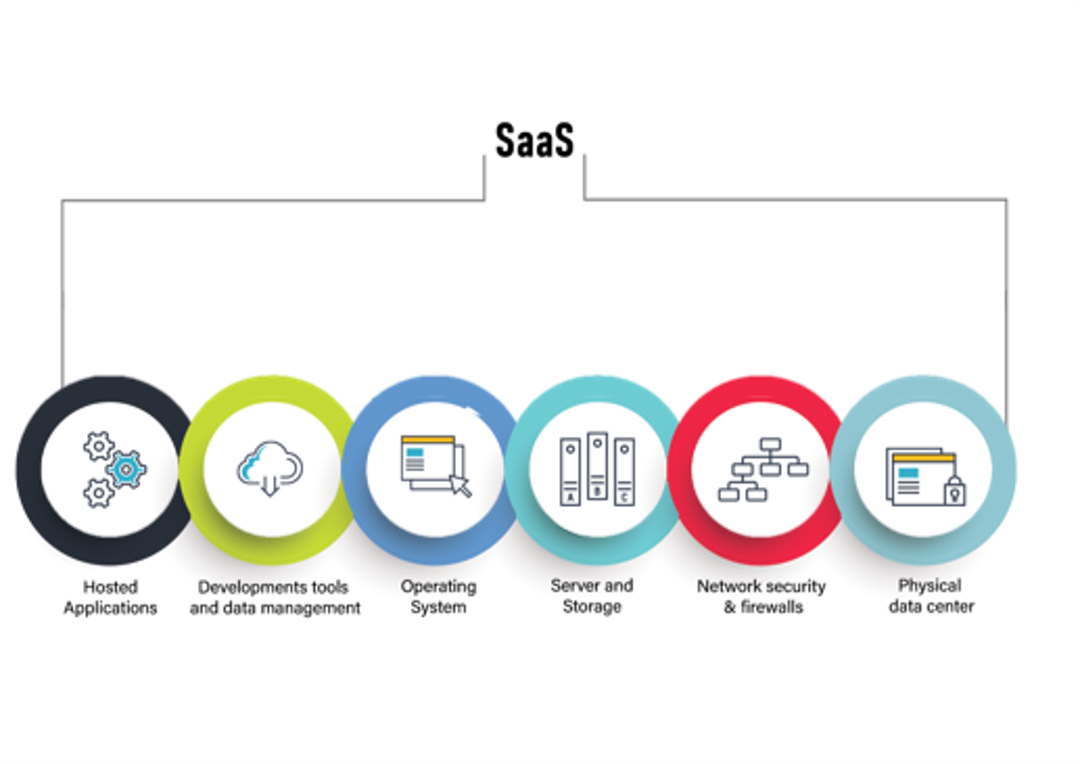 SaaS
Hosted
Applications
Developments tools
and data management
Operating
System
Server and
Storage
Network security
& firewalls
Physical
data center
A
B
C